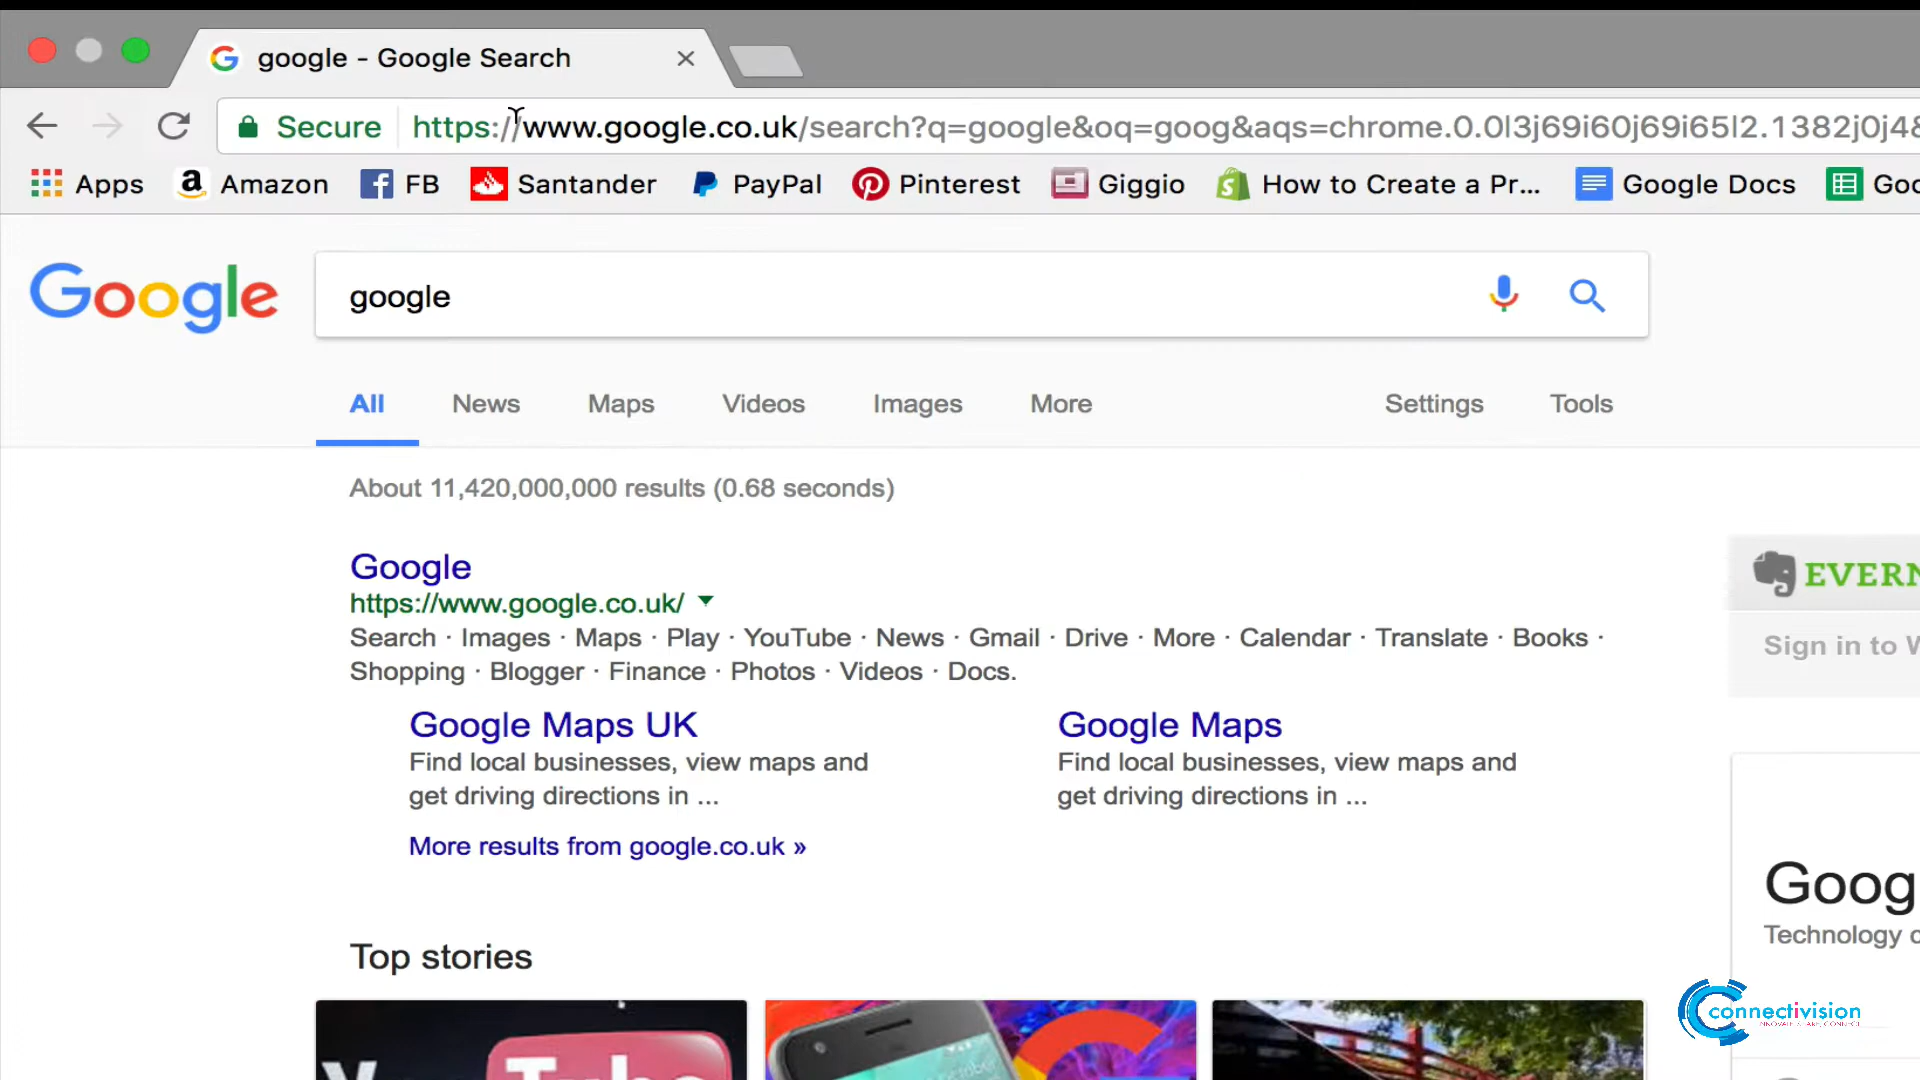 google - Google Search
Secure https://www.google.co.uk/search?q=google&oq=goog&aqs=chrome.0.0l3j69i60j69i65l2.1382j0j4&
Apps Amazon FB Santander PayPal Pinterest Giggio How to Create a Pr... Google Docs Goo
Google google
All News Maps Videos Images More Settings Tools
About 11,420,000,000 results (0.68 seconds)
Google
https://www.google.co.uk/
Search · Images · Maps · Play · YouTube · News · Gmail · Drive · More · Calendar · Translate · Books ·
Shopping · Blogger · Finance · Photos · Videos · Docs.
Google Maps UK
Find local businesses, view maps and
get driving directions in ...
Google Maps
Find local businesses, view maps and
get driving directions in ...
More results from google.co.uk »
Top stories
EVERN
Sign in to W
Goog
Technology c
connectivision